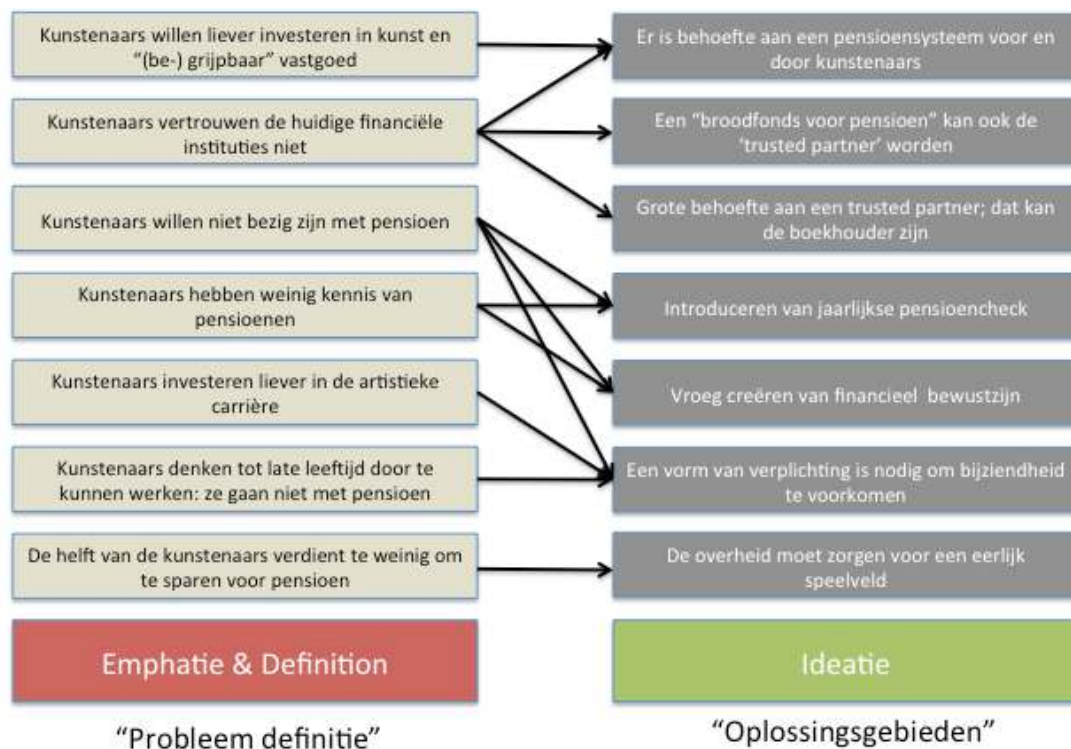 Kunstenaars willen liever investeren in kunst en
“(be-) grijpbaar” vastgoed
Kunstenaars vertrouwen de huidige financiële
instituties niet
Kunstenaars willen niet bezig zijn met pensioen
Kunstenaars hebben weinig kennis van
pensioenen
Kunstenaars investeren liever in de artistieke
carrière
Kunstenaars denken tot late leeftijd door te
kunnen werken: ze gaan niet met pensioen
De helft van de kunstenaars verdient te weinig om
te sparen voor pensioen
Emphatie & Definition
“Probleem definitie”
Er is behoefte aan een pensioensysteem voor en
door kunstenaars
Een “broodfonds voor pensioen” kan ook de
‘trusted partner’ worden
Grote behoefte aan een trusted partner; dat kan
de boekhouder zijn
Introduceren van jaarlijkse pensioencheck
Vroeg creëren van financieel bewustzijn
Een vorm van verplichting is nodig om bijziendheid
te voorkomen
De overheid moet zorgen voor een eerlijk
speelveld
Ideatie
“Oplossingsgebieden”